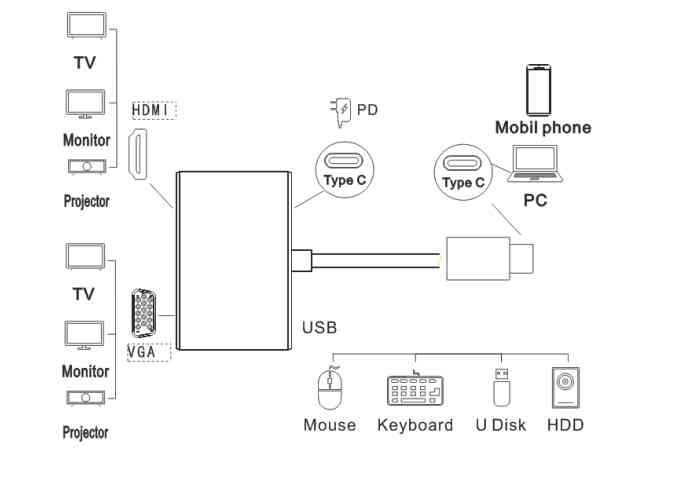 TV
HDMI
PD
Mobil phone
Monitor
Type C
Type C
PC
Projector
TV
VGA
USB
Monitor
Projector
Mouse
Keyboard
U Disk
HDD